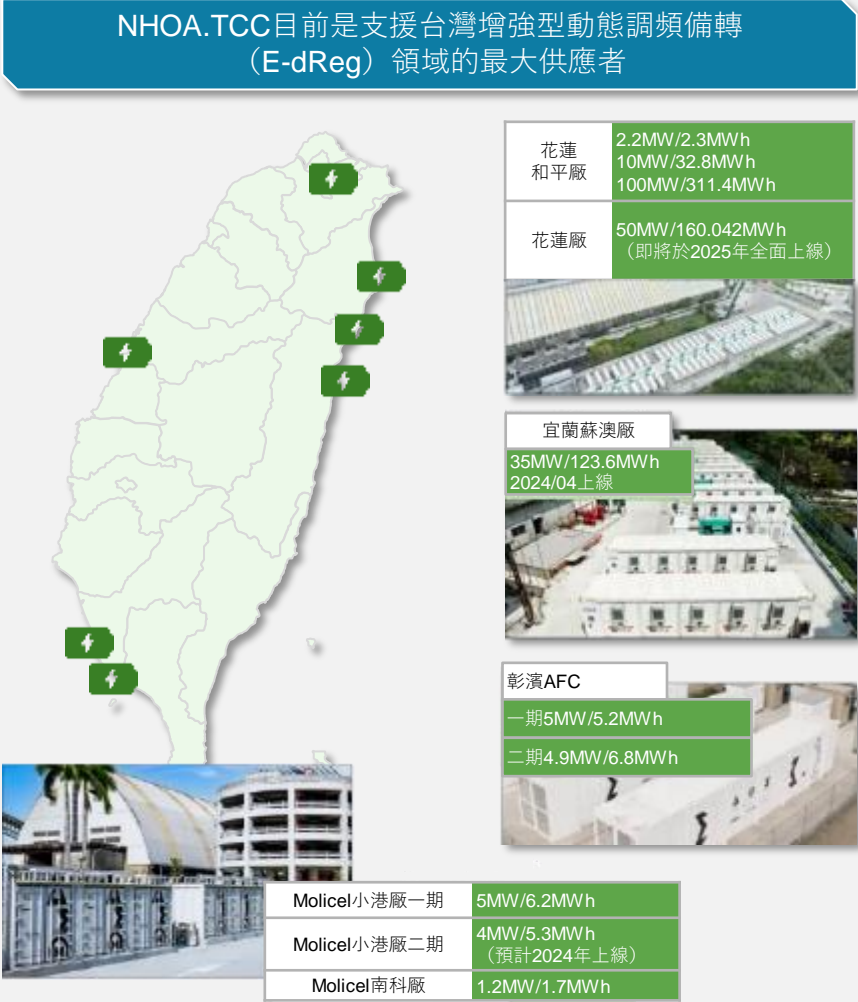 NHOA.TCC目前是支援台灣增強型動態調頻備轉
（E-dReg）領域的最大供應者
花蓮
和平廠
2.2MW/2.3MWh
10MW/32.8MWh
100MW/311.4MWh
花蓮廠
50MW/160.042MWh
（即將於2025年全面上線）
宜蘭蘇澳廠
35MW/123.6MWh
2024/04上線
彰濱AFC
一期5MW/5.2MWh
二期4.9MW/6.8MWh
Molicel小港厰一期
5MW/6.2MWh
Molicel小港厰二期
4MW/5.3MWh
（預計2024年上線）
Molicel南科厰
1.2MW/1.7MWh